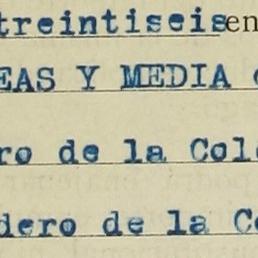 treintiseis en
EAS Y MEDIA
ro de la Col
dero de la C